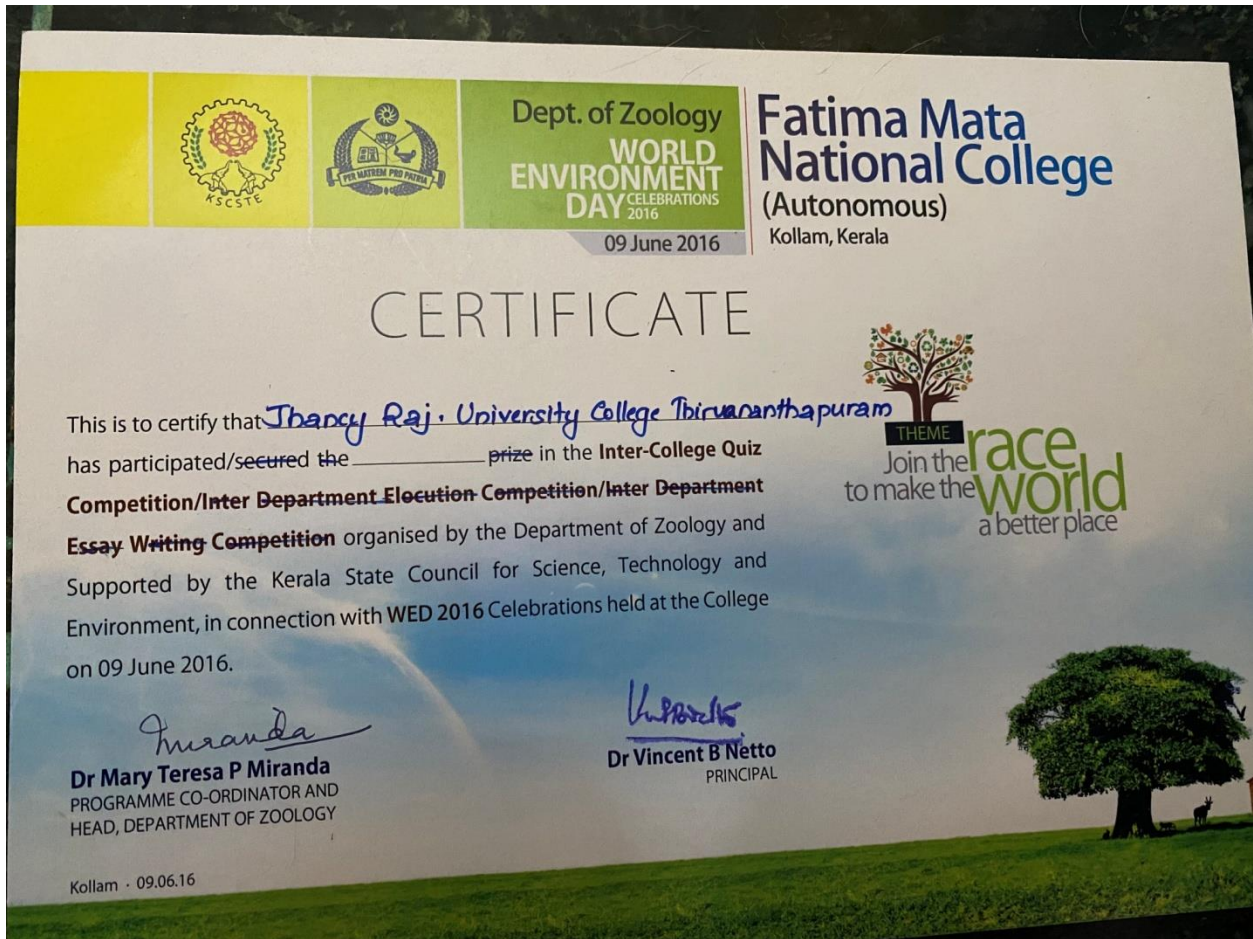 KSCSTE
PER MATREM PRO PATRIA
Dept. of Zoology
WORLD
ENVIRONMENT
DAY CELEBRATIONS 2016
09 June 2016
Fatima Mata
National College
(Autonomous)
Kollam, Kerala
CERTIFICATE
This is to certify that Jhancy Raj. University College Thirvananthapuram
has participated/secured the prize in the Inter-College Quiz
Competition/Inter Department Elocution Competition/Inter Department
Essay Writing Competition organised by the Department of Zoology and
Supported by the Kerala State Council for Science, Technology and
Environment, in connection with WED 2016 Celebrations held at the College
on 09 June 2016.
THEME
Join the race
to make the world
a better place
Miranda
Dr Mary Teresa P Miranda
PROGRAMME CO-ORDINATOR AND
HEAD, DEPARTMENT OF ZOOLOGY
Dr Vincent B Netto
PRINCIPAL
Kollam · 09.06.16